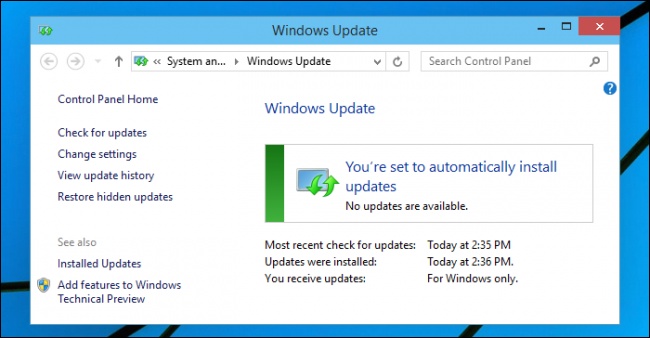 Windows Update
« System an... Windows Update
Search Control Panel
Control Panel Home
Check for updates
Change settings
View update history
Restore hidden updates
See also
Installed Updates
Add features to Windows
Technical Preview
Windows Update
You're set to automatically install
updates
No updates are available.
Most recent check for updates: Today at 2:35 PM
Updates were installed: Today at 2:36 PM.
You receive updates: For Windows only.